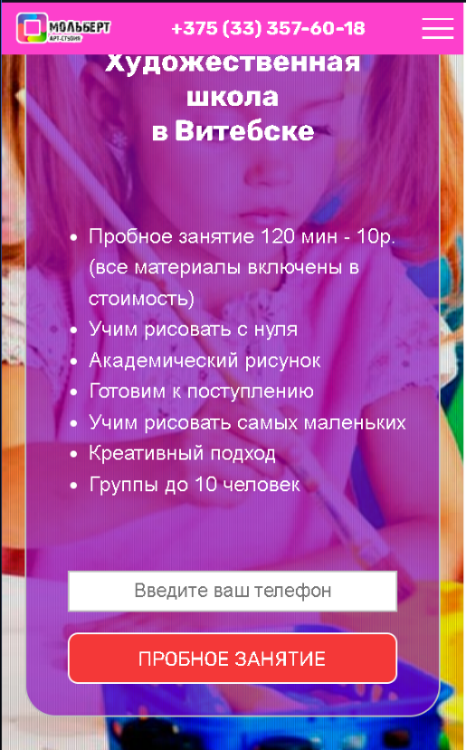 МОЛЬБЕРТ
АРТ-СТУДИЯ
+375 (33) 357-60-18
Художественная
школа
в Витебске
Пробное занятие 120 мин - 10р.
(все материалы включены в
стоимость)
Учим рисовать с нуля
Академический рисунок
Готовим к поступлению
Учим рисовать самых маленьких
Креативный подход
Группы до 10 человек
Введите ваш телефон
ПРОБНОЕ ЗАНЯТИЕ